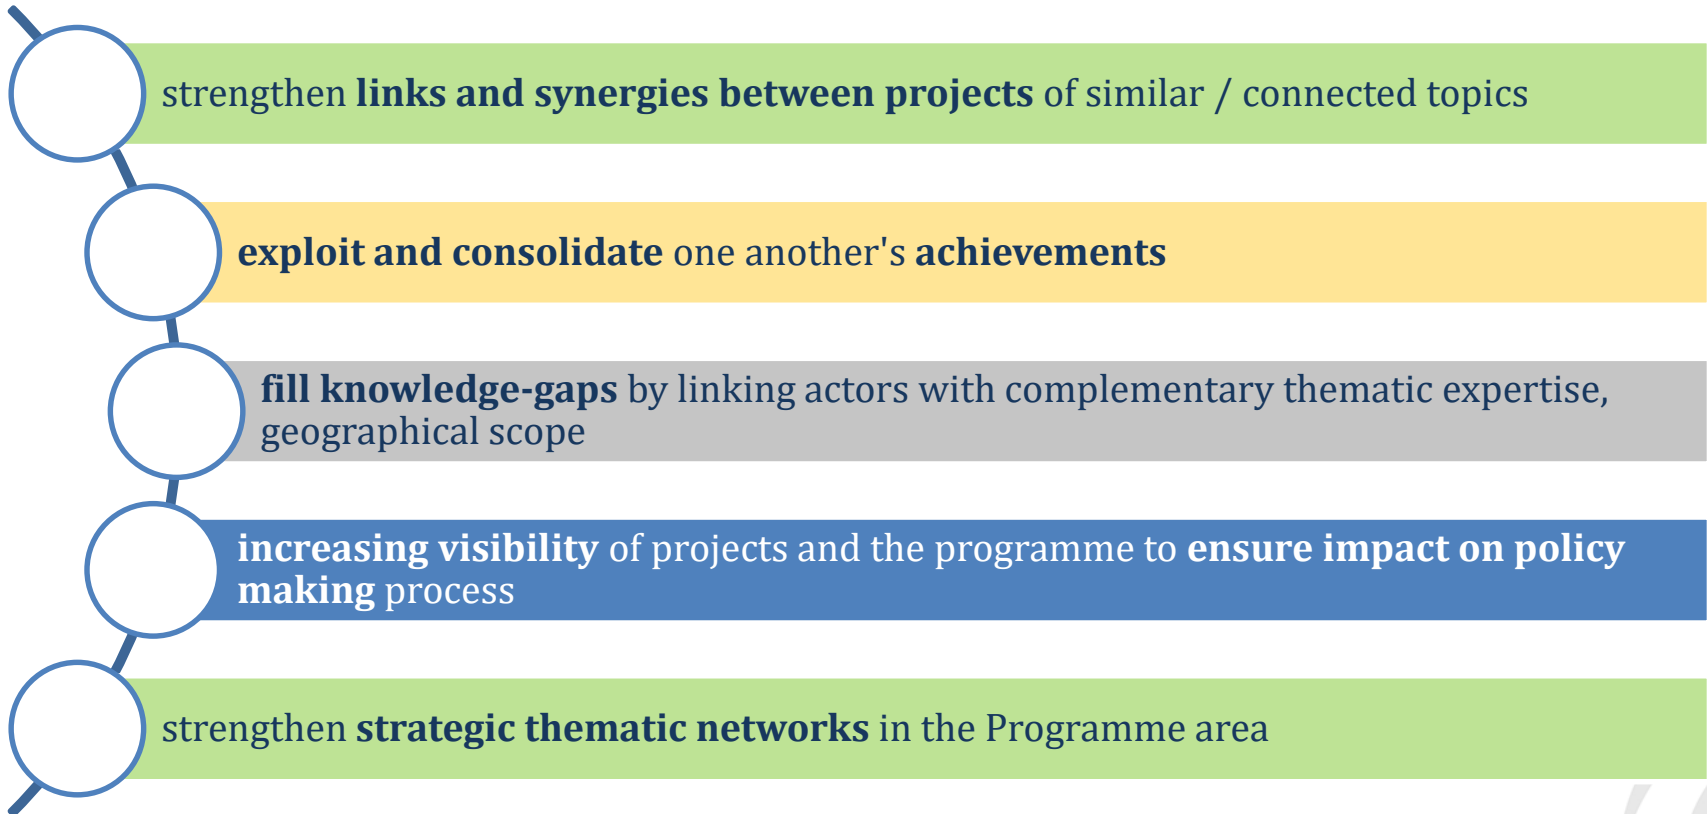 strengthen links and synergies between projects of similar / connected topics
exploit and consolidate one another's achievements
fill knowledge-gaps by linking actors with complementary thematic expertise,
geographical scope
increasing visibility of projects and the programme to ensure impact on policy
making process
strengthen strategic thematic networks in the Programme area